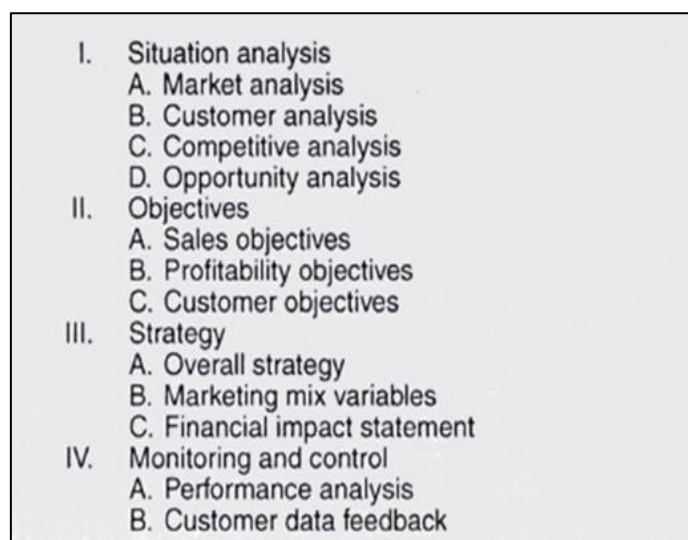 I. Situation analysis
A. Market analysis
B. Customer analysis
C. Competitive analysis
D. Opportunity analysis
II. Objectives
A. Sales objectives
B. Profitability objectives
C. Customer objectives
III. Strategy
A. Overall strategy
B. Marketing mix variables
C. Financial impact statement
IV. Monitoring and control
A. Performance analysis
B. Customer data feedback